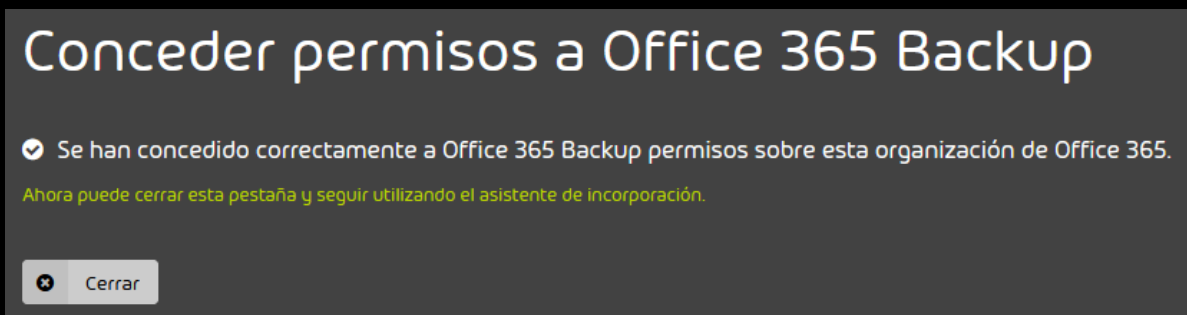 Conceder permisos a Office 365 Backup
Se han concedido correctamente a Office 365 Backup permisos sobre esta organización de Office 365.
Ahora puede cerrar esta pestaña y seguir utilizando el asistente de incorporación.
Cerrar